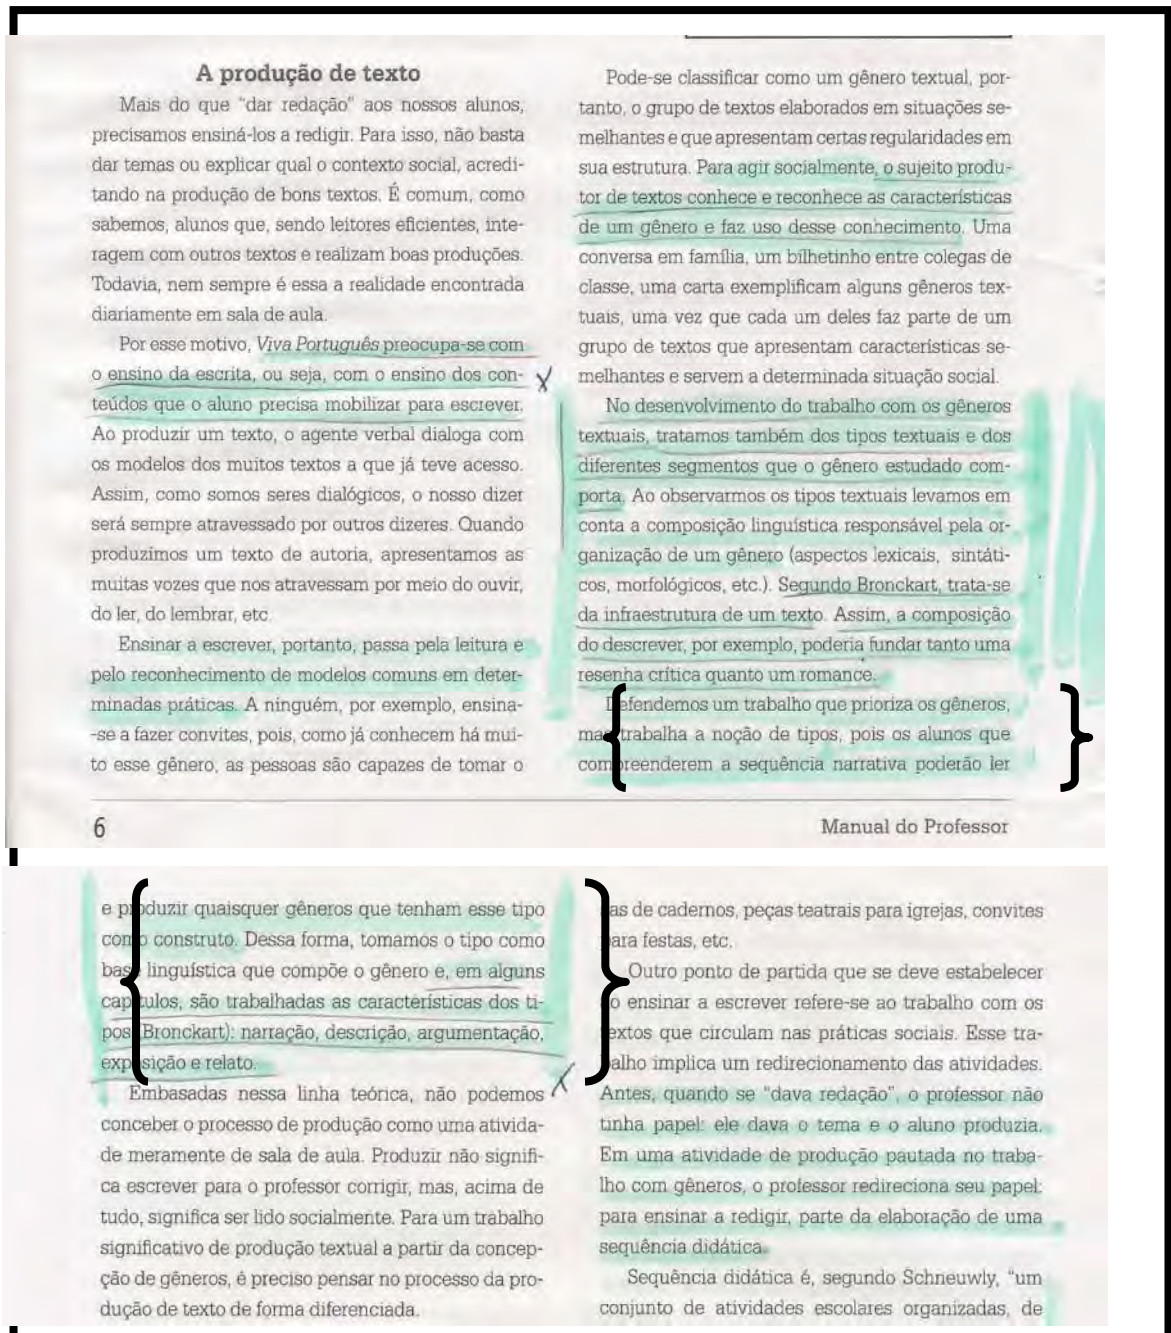 A produção de texto
Mais do que "dar redação" aos nossos alunos,
precisamos ensiná-los a redigir. Para isso, não basta
dar temas ou explicar qual o contexto social, acredi-
tando na produção de bons textos. É comum, como
sabemos, alunos que, sendo leitores eficientes, inte-
ragem com outros textos e realizam boas produções.
Todavia, nem sempre é essa a realidade encontrada
diariamente em sala de aula.
Por esse motivo, Viva Português preocupa-se com
o ensino da escrita, ou seja, com o ensino dos con-
teúdos que o aluno precisa mobilizar para escrever.
Ao produzir um texto, o agente verbal dialoga com
os modelos dos muitos textos a que já teve acesso.
Assim, como somos seres dialógicos, o nosso dizer
será sempre atravessado por outros dizeres. Quando
produzimos um texto de autoria, apresentamos as
muitas vozes que nos atravessam por meio do ouvir,
do ler, do lembrar, etc.
Ensinar a escrever, portanto, passa pela leitura e
pelo reconhecimento de modelos comuns em deter-
minadas práticas. A ninguém, por exemplo, ensina-
-se a fazer convites, pois, como já conhecem há mui-
to esse gênero, as pessoas são capazes de tomar o
Pode-se classificar como um gênero textual, por-
tanto, o grupo de textos elaborados em situações se-
melhantes e que apresentam certas regularidades em
sua estrutura. Para agir socialmente, o sujeito produ-
tor de textos conhece e reconhece as características
de um gênero e faz uso desse conhecimento. Uma
conversa em família, um bilhetinho entre colegas de
classe, uma carta exemplificam alguns gêneros tex-
tuais, uma vez que cada um deles faz parte de um
grupo de textos que apresentam características se-
melhantes e servem a determinada situação social.
No desenvolvimento do trabalho com os gêneros
textuais, tratamos também dos tipos textuais e dos
diferentes segmentos que o gênero estudado com-
porta. Ao observarmos os tipos textuais levamos em
conta a composição linguística responsável pela or-
ganização de um gênero (aspectos lexicais, sintáti-
cos, morfológicos, etc.). Segundo Bronckart, trata-se
da infraestrutura de um texto. Assim, a composição
do descrever, por exemplo, poderia fundar tanto uma
resenha crítica quanto um romance.
Defendemos um trabalho que prioriza os gêneros,
mas trabalha a noção de tipos, pois os alunos que
compreenderem a sequência narrativa poderão ler
6
Manual do Professor
e produzir quaisquer gêneros que tenham esse tipo
como construto. Dessa forma, tomamos o tipo como
base linguística que compõe o gênero e, em alguns
capítulos, são trabalhadas as características dos ti-
pos (Bronckart): narração, descrição, argumentação,
exposição e relato.
Embasadas nessa linha teórica, não podemos
conceber o processo de produção como uma ativida-
de meramente de sala de aula. Produzir não signifi-
ca escrever para o professor corrigir, mas, acima de
tudo, significa ser lido socialmente. Para um trabalho
significativo de produção textual a partir da concep-
ção de gêneros, é preciso pensar no processo da pro-
dução de texto de forma diferenciada.
as de cadernos, peças teatrais para igrejas, convites
para festas, etc.
Outro ponto de partida que se deve estabelecer
ao ensinar a escrever refere-se ao trabalho com os
textos que circulam nas práticas sociais. Esse tra-
balho implica um redirecionamento das atividades.
Antes, quando se "dava redação", o professor não
tinha papel: ele dava o tema e o aluno produzia.
Em uma atividade de produção pautada no traba-
lho com gêneros, o professor redireciona seu papel:
para ensinar a redigir, parte da elaboração de uma
sequência didática.
Sequência didática é, segundo Schneuwly, "um
conjunto de atividades escolares organizadas, de